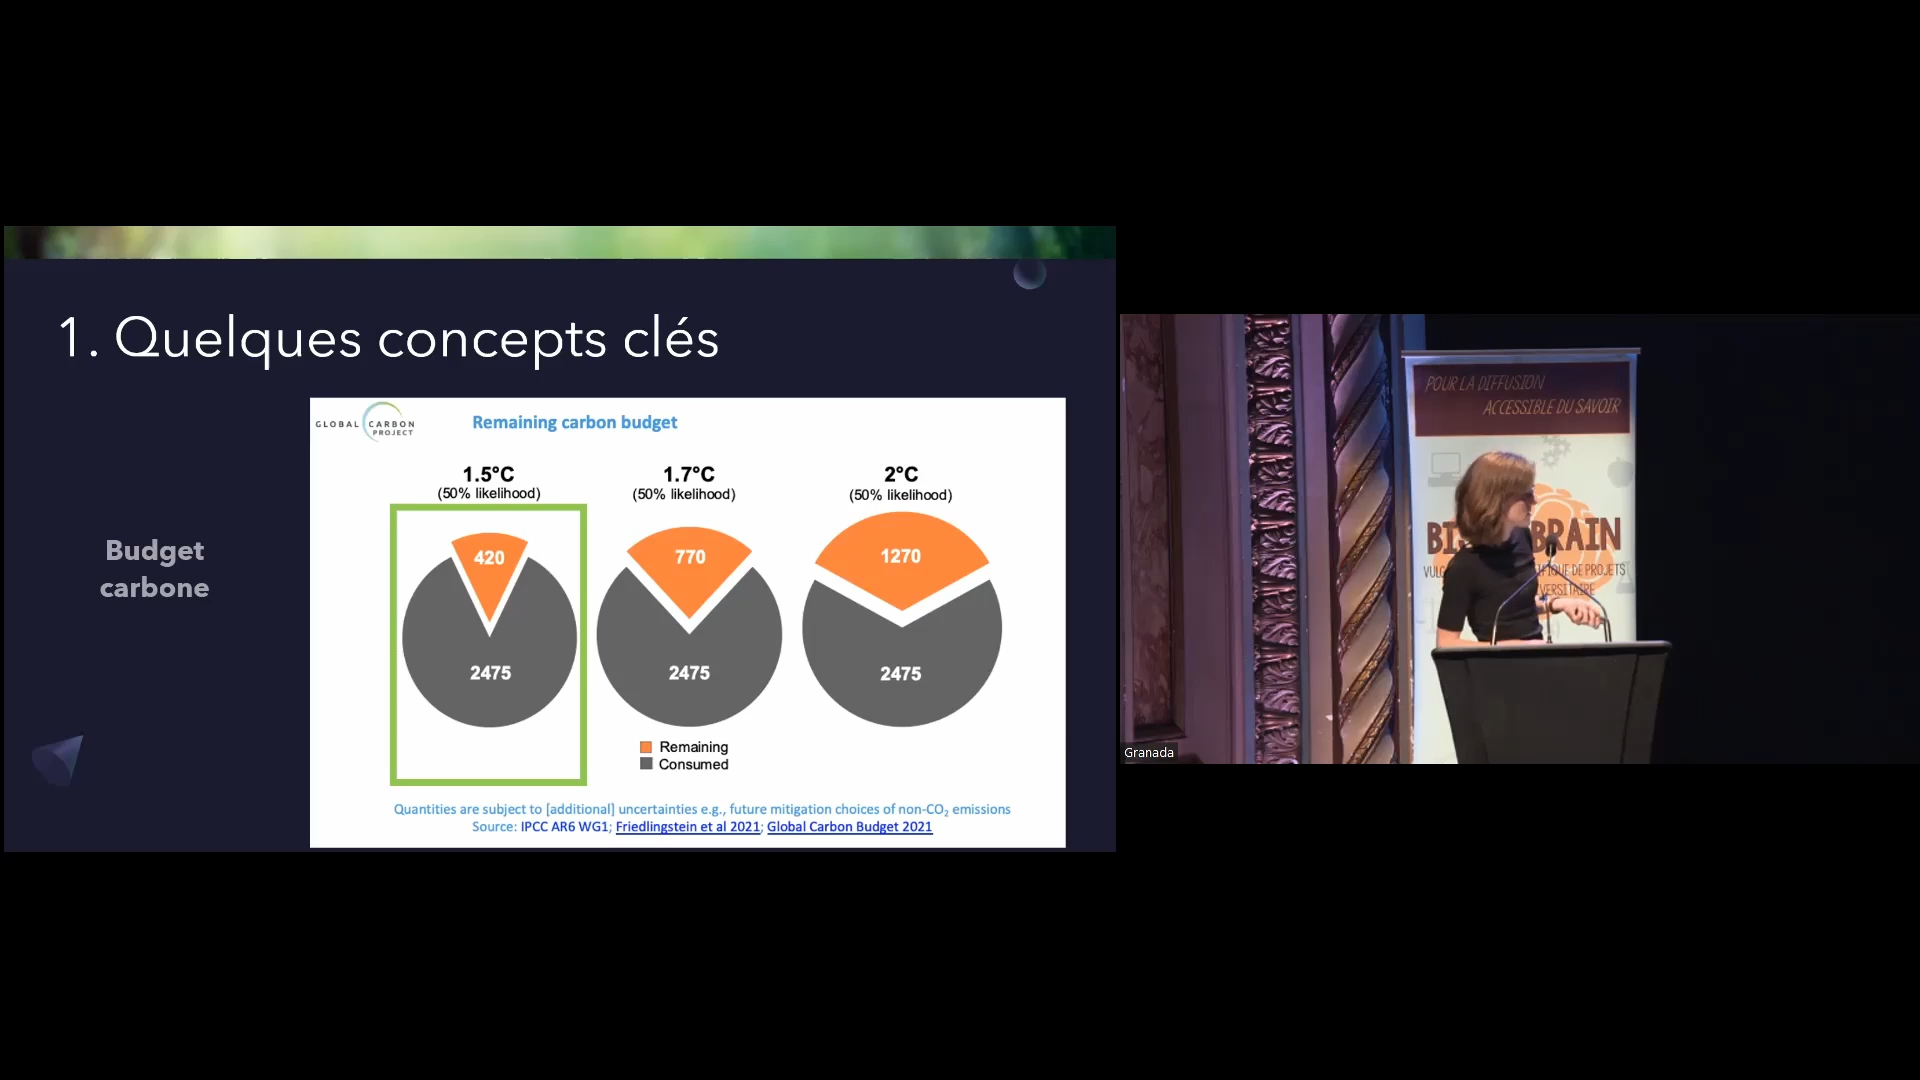 1. Quelques concepts clés
GLOBAL CARBON
PROJECT
Remaining carbon budget
1.5°C
(50% likelihood)
1.7°C
(50% likelihood)
2°C
(50% likelihood)
420
770
1270
Budget
carbone
2475
2475
2475
Remaining
Consumed
Quantities are subject to [additional] uncertainties e.g., future mitigation choices of non-CO₂ emissions
Source: IPCC AR6 WG1; Friedlingstein et al 2021; Global Carbon Budget 2021
POUR LA DIFFUSION
ACCESSIBLE DU SAVOIR
BRAIN
DE PROJETS
Granada